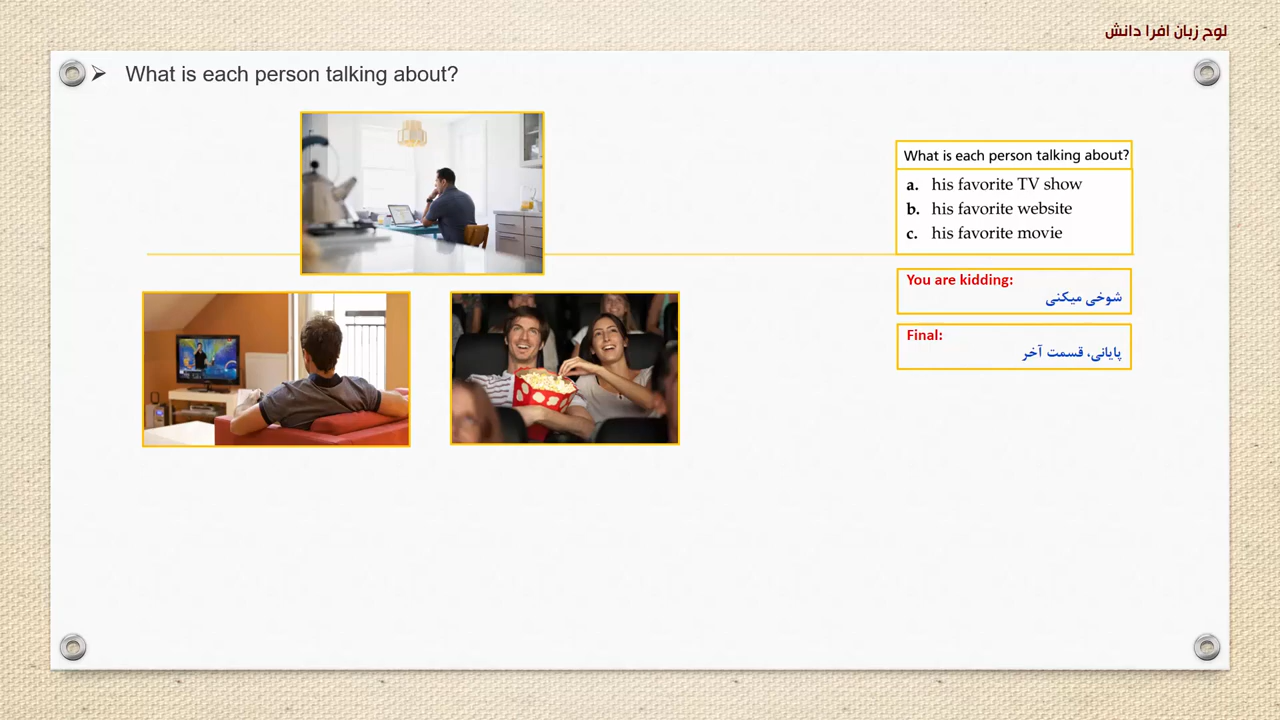 لوح زبان افرا دانش
What is each person talking about?
What is each person talking about?
a. his favorite TV show
b. his favorite website
c. his favorite movie
You are kidding:
شوخی میکنی
Final:
پایانی، قسمت آخر